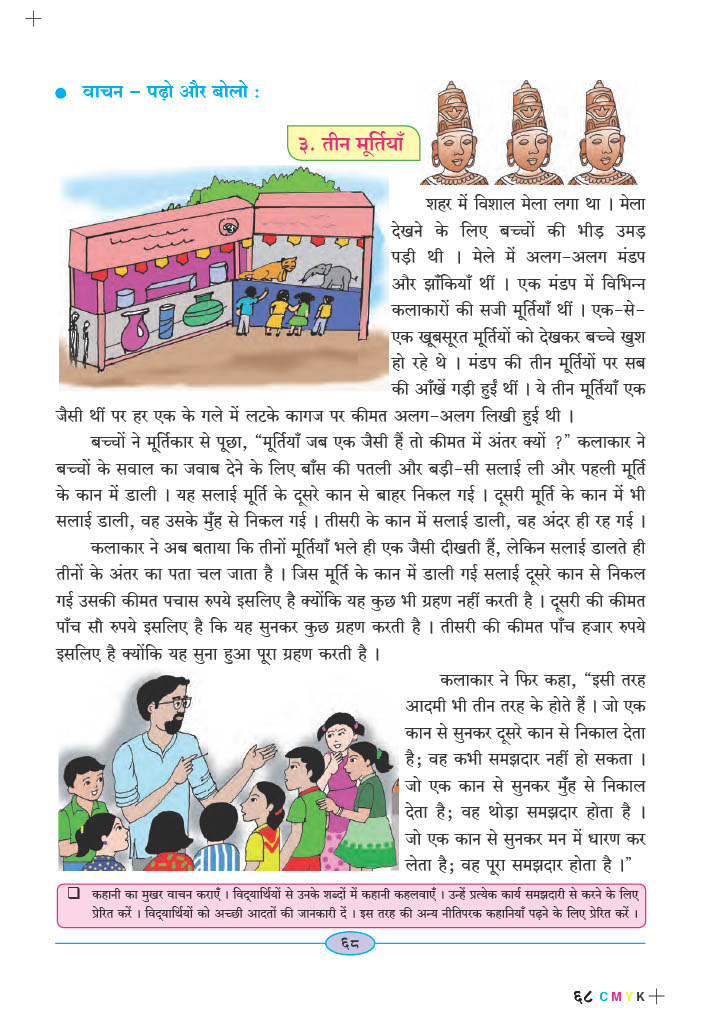 ● वाचन – पढ़ो और बोलो :
३. तीन मूर्तियाँ
शहर में विशाल मेला लगा था । मेला
देखने के लिए बच्चों की भीड़ उमड़
पड़ी थी । मेले में अलग-अलग मंडप
और झाँकियाँ थीं । एक मंडप में विभिन्न
कलाकारों की सजी मूर्तियाँ थीं । एक-से-
एक खूबसूरत मूर्तियों को देखकर बच्चे खुश
हो रहे थे । मंडप की तीन मूर्तियों पर सब
की आँखें गड़ी हुईं थीं । ये तीन मूर्तियाँ एक
जैसी थीं पर हर एक के गले में लटके कागज पर कीमत अलग-अलग लिखी हुई थी ।
बच्चों ने मूर्तिकार से पूछा, “मूर्तियाँ जब एक जैसी हैं तो कीमत में अंतर क्यों ?” कलाकार ने
बच्चों के सवाल का जवाब देने के लिए बाँस की पतली और बड़ी-सी सलाई ली और पहली मूर्ति
के कान में डाली । यह सलाई मूर्ति के दूसरे कान से बाहर निकल गई । दूसरी मूर्ति के कान में भी
सलाई डाली, वह उसके मुँह से निकल गई । तीसरी के कान में सलाई डाली, वह अंदर ही रह गई ।
कलाकार ने अब बताया कि तीनों मूर्तियाँ भले ही एक जैसी दीखती हैं, लेकिन सलाई डालते ही
तीनों के अंतर का पता चल जाता है । जिस मूर्ति के कान में डाली गई सलाई दूसरे कान से निकल
गई उसकी कीमत पचास रुपये इसलिए है क्योंकि यह कुछ भी ग्रहण नहीं करती है । दूसरी की कीमत
पाँच सौ रुपये इसलिए है कि यह सुनकर कुछ ग्रहण करती है । तीसरी की कीमत पाँच हजार रुपये
इसलिए है क्योंकि यह सुना हुआ पूरा ग्रहण करती है ।
कलाकार ने फिर कहा, “इसी तरह
आदमी भी तीन तरह के होते हैं । जो एक
कान से सुनकर दूसरे कान से निकाल देता
है; वह कभी समझदार नहीं हो सकता ।
जो एक कान से सुनकर मुँह से निकाल
देता है; वह थोड़ा समझदार होता है ।
जो एक कान से सुनकर मन में धारण कर
लेता है; वह पूरा समझदार होता है ।”
❑ कहानी का मुखर वाचन कराएँ । विद्यार्थियों से उनके शब्दों में कहानी कहलवाएँ । उन्हें प्रत्येक कार्य समझदारी से करने के लिए
प्रेरित करें । विद्यार्थियों को अच्छी आदतों की जानकारी दें । इस तरह की अन्य नीतिपरक कहानियाँ पढ़ने के लिए प्रेरित करें ।
६८
६८ C M Y K